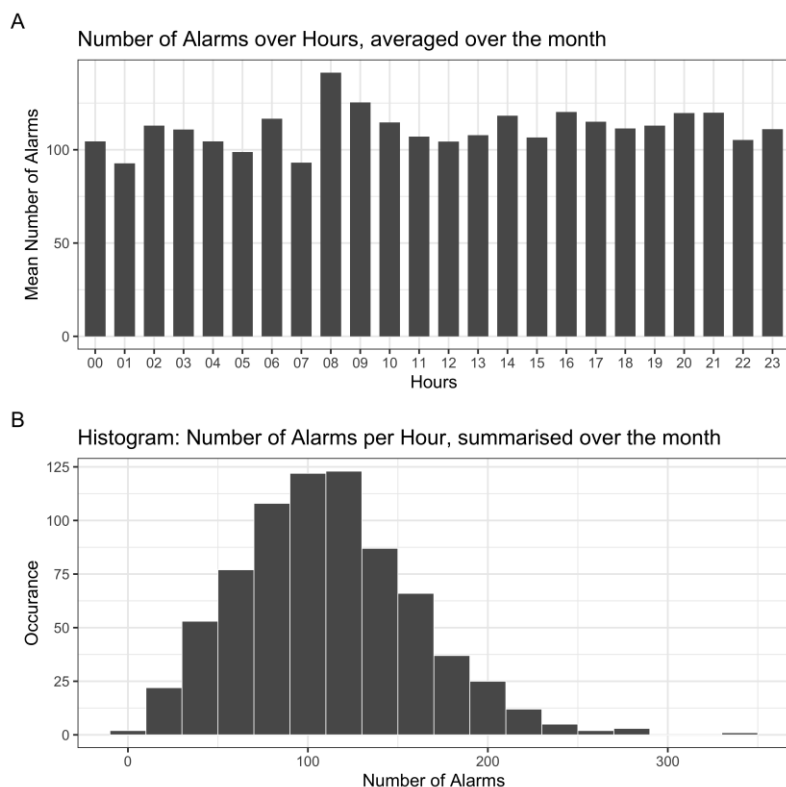 A
Number of Alarms over Hours, averaged over the month
Mean Number of Alarms
100
50
0
00 01 02 03 04 05 06 07 08 09 10 11 12 13 14 15 16 17 18 19 20 21 22 23
Hours
B
Histogram: Number of Alarms per Hour, summarised over the month
Occurance
125
100
75
50
25
0
0 100 200 300
Number of Alarms